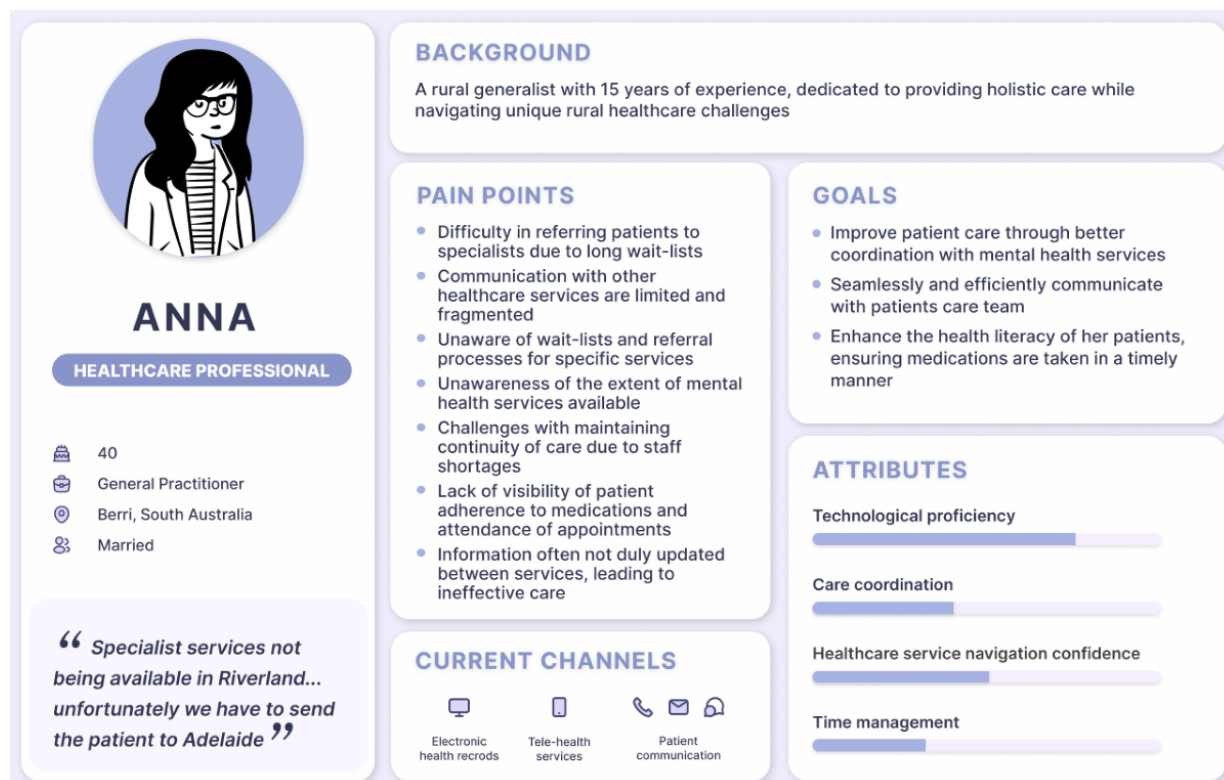 ANNA
HEALTHCARE PROFESSIONAL
40
General Practitioner
Berri, South Australia
Married
“ Specialist services not
being available in Riverland...
unfortunately we have to send
the patient to Adelaide ”
BACKGROUND
A rural generalist with 15 years of experience, dedicated to providing holistic care while
navigating unique rural healthcare challenges
PAIN POINTS
Difficulty in referring patients to
specialists due to long wait-lists
Communication with other
healthcare services are limited and
fragmented
Unaware of wait-lists and referral
processes for specific services
Unawareness of the extent of mental
health services available
Challenges with maintaining
continuity of care due to staff
shortages
Lack of visibility of patient
adherence to medications and
attendance of appointments
Information often not duly updated
between services, leading to
ineffective care
CURRENT CHANNELS
Electronic
health recrods
Tele-health
services
Patient
communication
GOALS
Improve patient care through better
coordination with mental health services
Seamlessly and efficiently communicate
with patients care team
Enhance the health literacy of her patients,
ensuring medications are taken in a timely
manner
ATTRIBUTES
Technological proficiency
Care coordination
Healthcare service navigation confidence
Time management